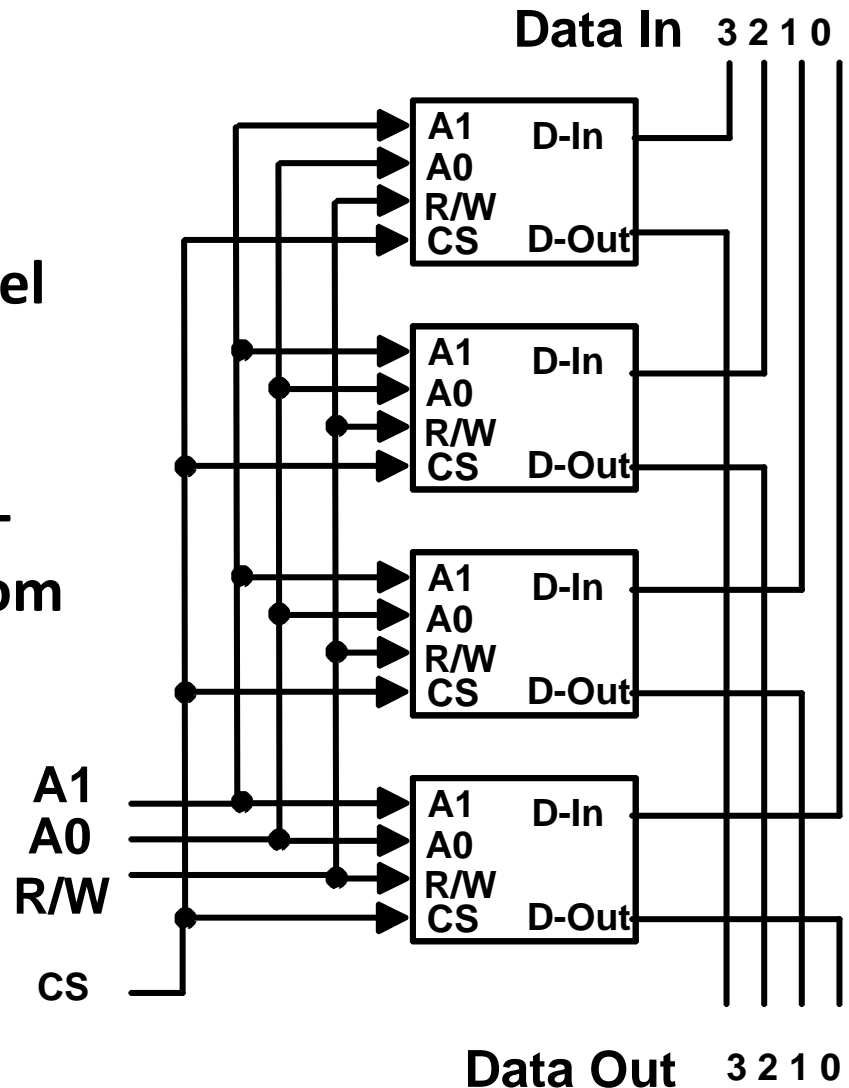 Data In 3 2 1 0
A1 D-In
A0
R/W
CS D-Out
el
A1 D-In
A0
R/W
CS D-Out
-
om
A1 D-In
A0
R/W
CS D-Out
A1
A0
R/W
CS
A1 D-In
A0
R/W
CS D-Out
Data Out 3 2 1 0